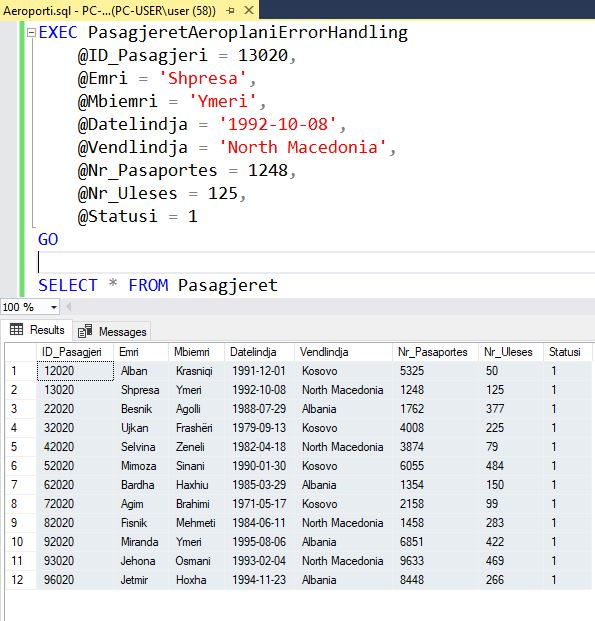 Aeroporti.sql - PC-...(PC-USER\user (58))
EXEC PasagjeretAeroplaniErrorHandling
@ID_Pasagjeri = 13020,
@Emri = 'Shpresa',
@Mbiemri = 'Ymeri',
@Datelindja = '1992-10-08',
@Vendlindja = 'North Macedonia',
@Nr_Pasaportes = 1248,
@Nr_Uleses = 125,
@Statusi = 1
GO
SELECT * FROM Pasagjeret
100 %
Results Messages
ID_Pasagjeri Emri Mbiemri Datelindja Vendlindja Nr_Pasaportes Nr_Uleses Statusi
1 12020 Alban Krasniqi 1991-12-01 Kosovo 5325 50 1
2 13020 Shpresa Ymeri 1992-10-08 North Macedonia 1248 125 1
3 22020 Besnik Agolli 1988-07-29 Albania 1762 377 1
4 32020 Ujkan Frashëri 1979-09-13 Kosovo 4008 225 1
5 42020 Selvina Zeneli 1982-04-18 North Macedonia 3874 79 1
6 52020 Mimoza Sinani 1990-01-30 Kosovo 6055 484 1
7 62020 Bardha Haxhiu 1985-03-29 Albania 1354 150 1
8 72020 Agim Brahimi 1971-05-17 Kosovo 2158 99 1
9 82020 Fisnik Mehmeti 1984-06-11 North Macedonia 1458 283 1
10 92020 Miranda Ymeri 1995-08-06 Albania 6851 422 1
11 93020 Jehona Osmani 1993-02-04 North Macedonia 9633 469 1
12 96020 Jetmir Hoxha 1994-11-23 Albania 8448 266 1